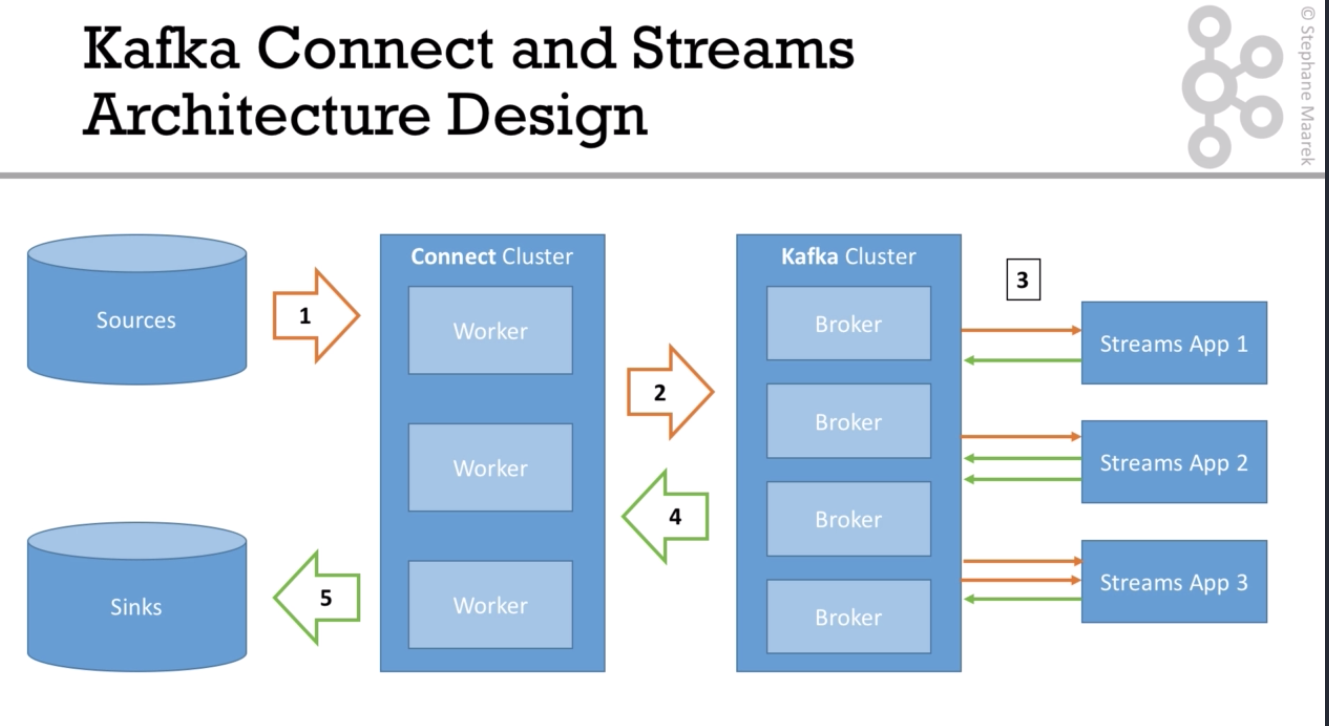 Kafka Connect and Streams
Architecture Design
© Stephane Maarek
Sources
1
Connect Cluster
Worker
Worker
Worker
2
4
Kafka Cluster
Broker
Broker
Broker
Broker
3
Streams App 1
Streams App 2
Streams App 3
Sinks
5